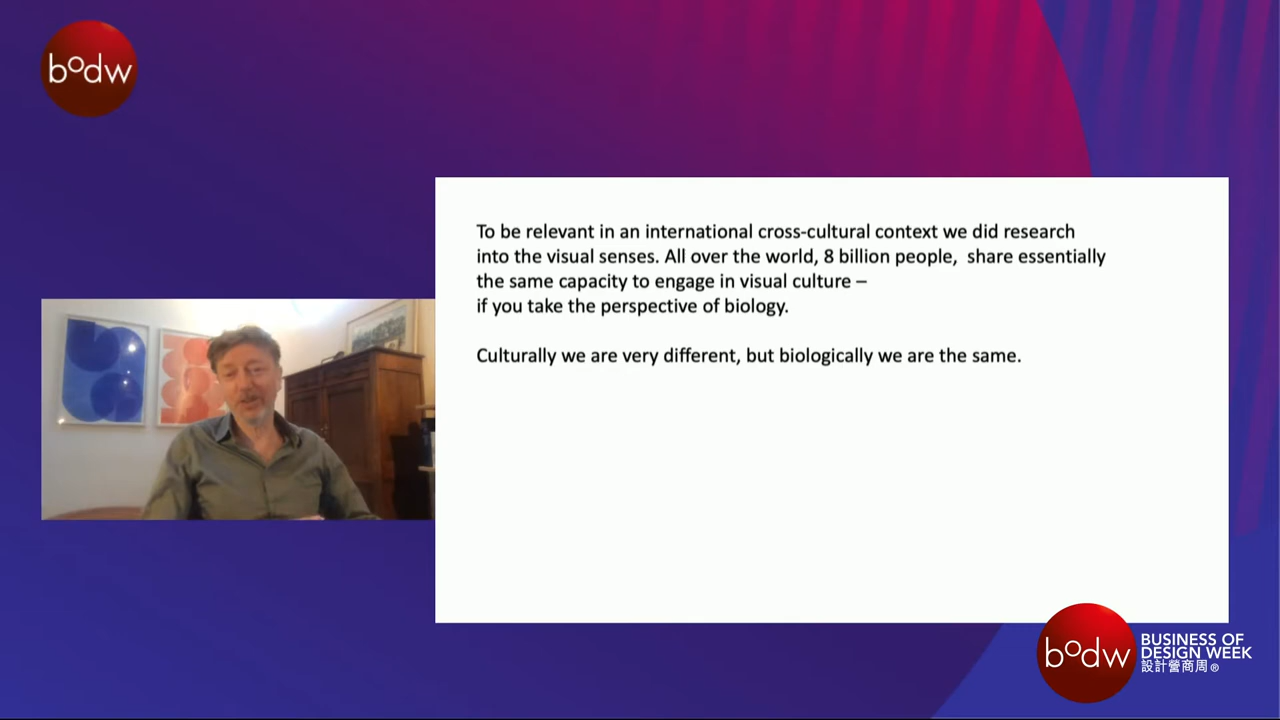 bodw
To be relevant in an international cross-cultural context we did research
into the visual senses. All over the world, 8 billion people,  share essentially
the same capacity to engage in visual culture –
if you take the perspective of biology.
Culturally we are very different, but biologically we are the same.
bodw
BUSINESS OF
DESIGN WEEK
設計營商周®